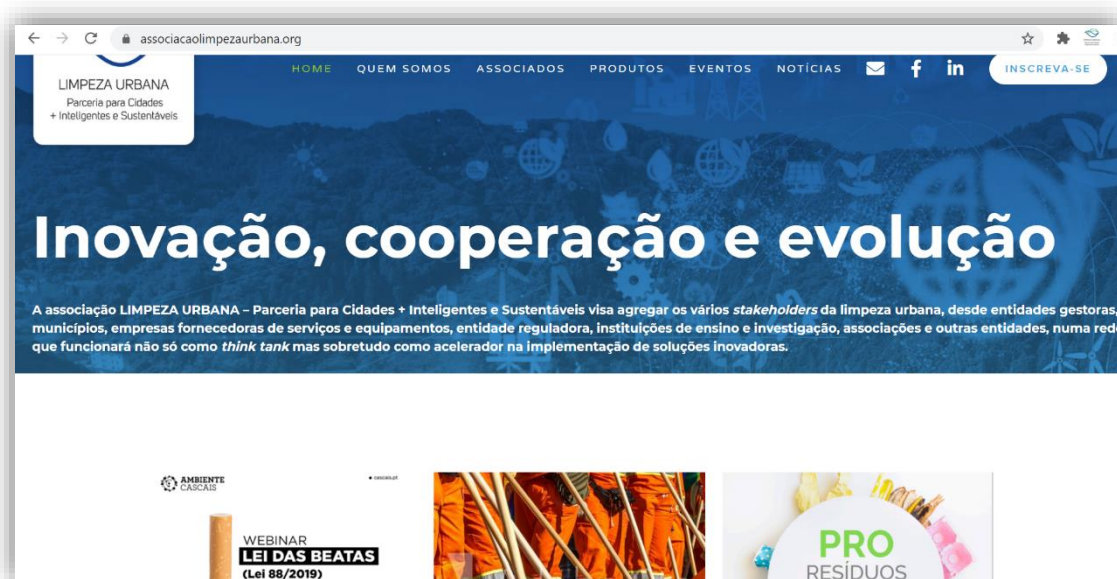 associacaolimpezaurbana.org
LIMPEZA URBANA
Parceria para Cidades
+ Inteligentes e Sustentáveis
HOME QUEM SOMOS ASSOCIADOS PRODUTOS EVENTOS NOTÍCIAS f in INSCREVA-SE
Inovação, cooperação e evolução
A associação LIMPEZA URBANA – Parceria para Cidades + Inteligentes e Sustentáveis visa agregar os vários stakeholders da limpeza urbana, desde entidades gestoras,
municípios, empresas fornecedoras de serviços e equipamentos, entidade reguladora, instituições de ensino e investigação, associações e outras entidades, numa rede
que funcionará não só como think tank mas sobretudo como acelerador na implementação de soluções inovadoras.
AMBIENTE
CASCAIS
cascais.pt
WEBINAR
LEI DAS BEATAS
(Lei 88/2019)
PRO
RESÍDUOS